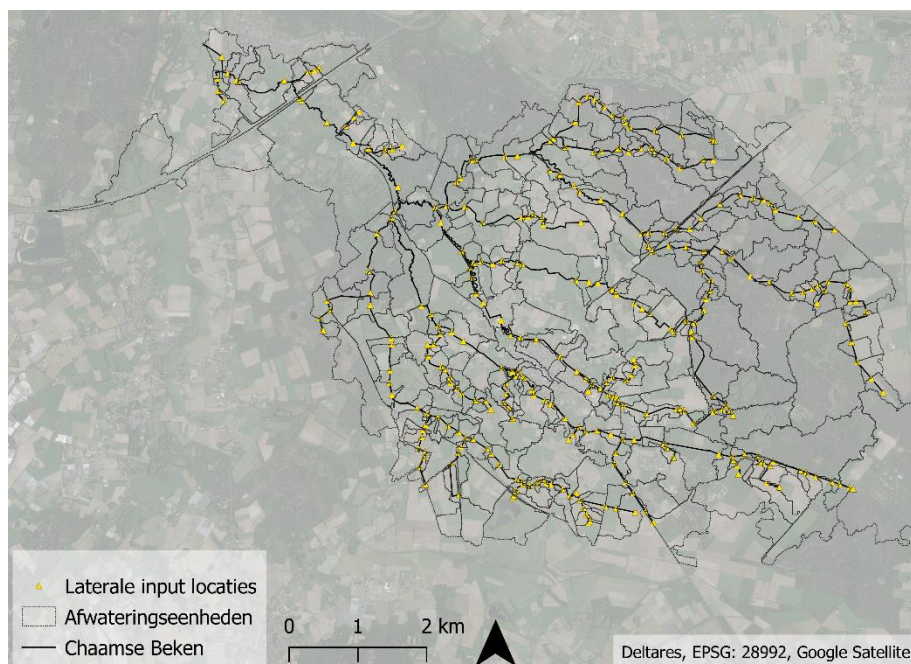 Laterale input locaties
Afwateringseenheden
Chaamse Beken
0 1 2 km
Deltares, EPSG: 28992, Google Satellite